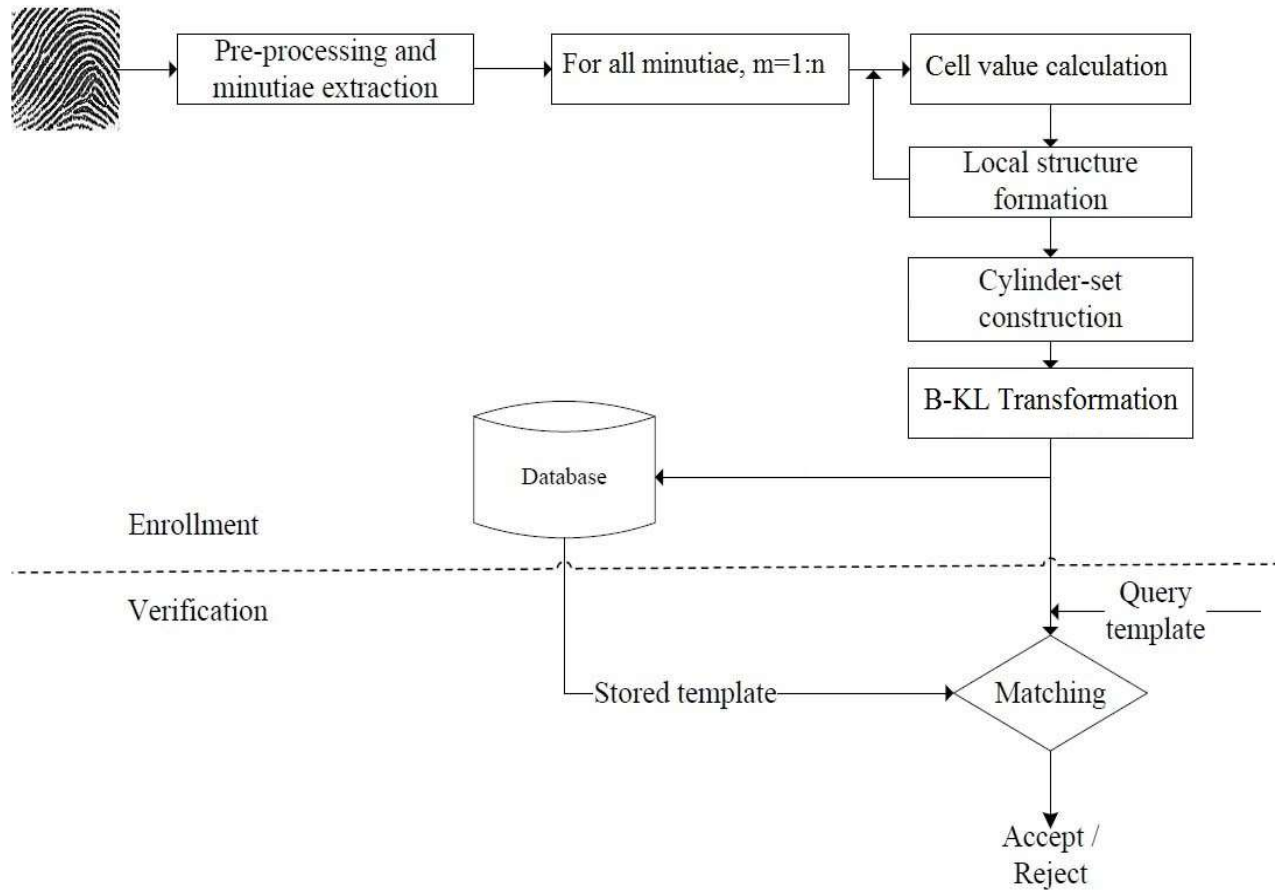 Pre-processing and
minutiae extraction
For all minutiae, m=1:n
Cell value calculation
Local structure
formation
Cylinder-set
construction
B-KL Transformation
Database
Enrollment
Verification
Query
template
Stored template
Matching
Accept /
Reject